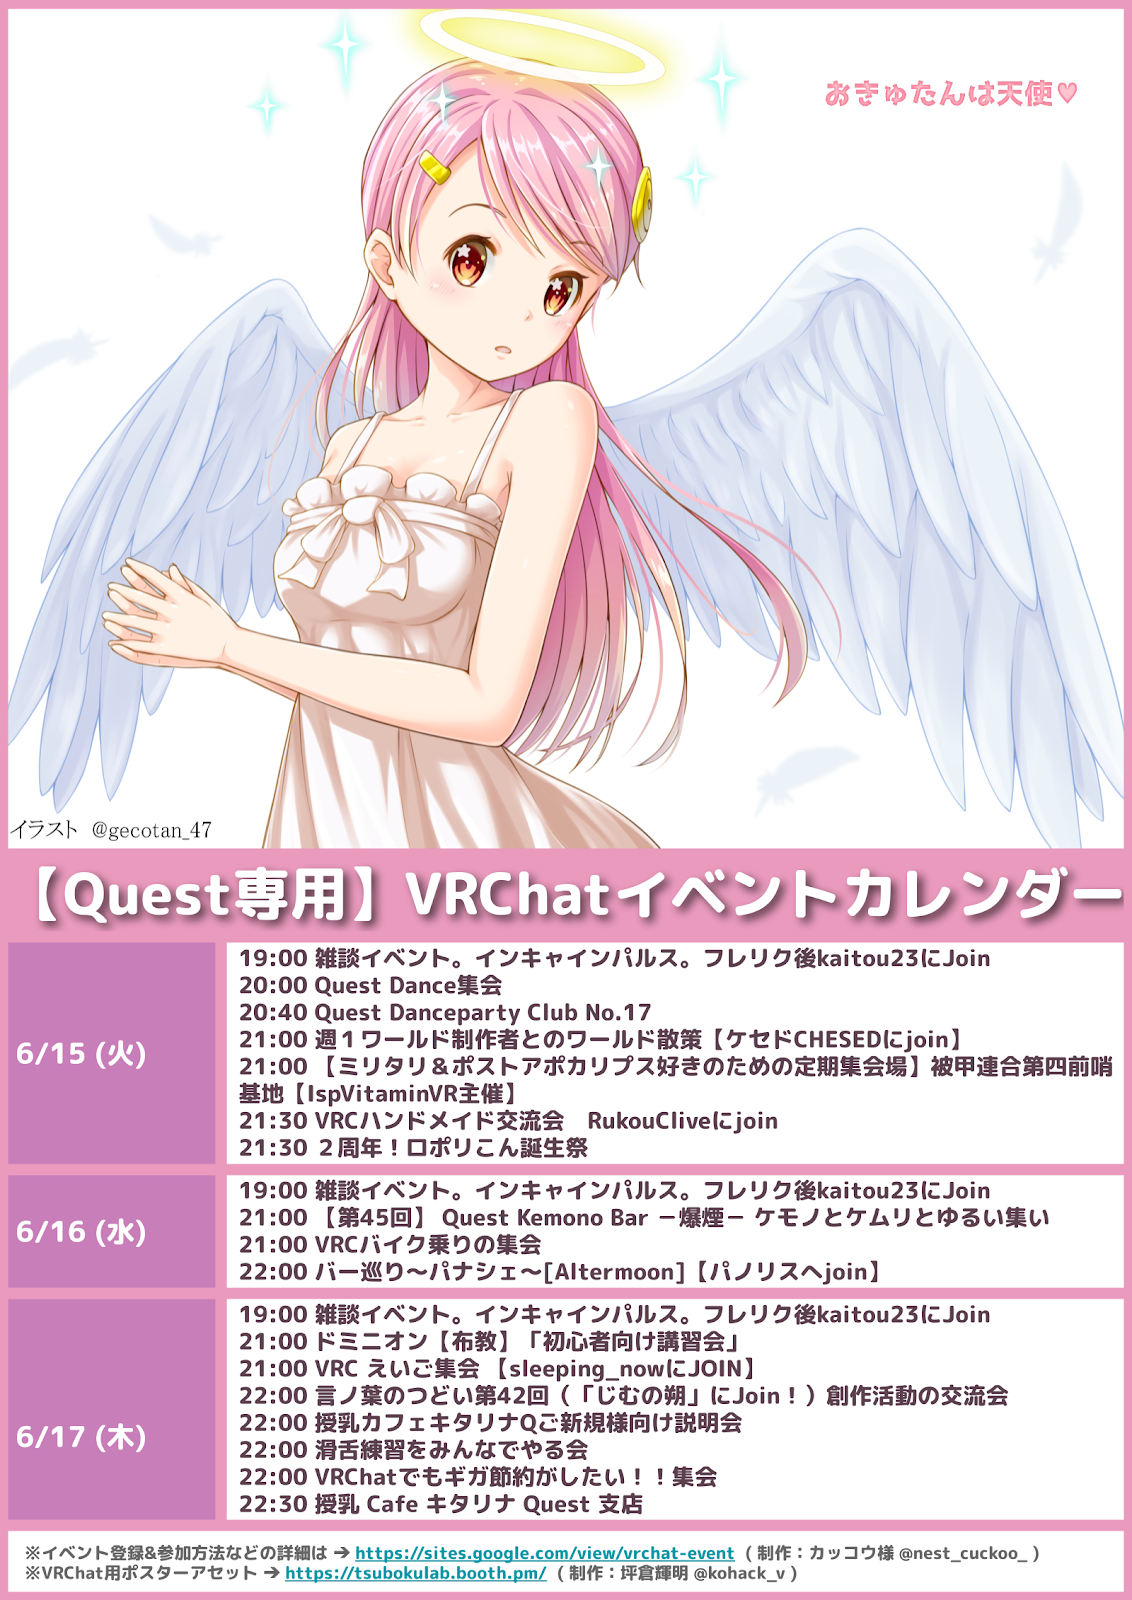 おきゅたんは天使♥
イラスト @gecotan_47
【Quest専用】VRChatイベントカレンダー
6/15 (火)
19:00 雑談イベント。インキャインパルス。フレリク後kaitou23にJoin
20:00 Quest Dance集会
20:40 Quest Danceparty Club No.17
21:00 週１ワールド制作者とのワールド散策【ケセドCHESEDにjoin】
21:00 【ミリタリ＆ポストアポカリプス好きのための定期集会場】被甲連合第四前哨
基地【IspVitaminVR主催】
21:30 VRCハンドメイド交流会　RukouCliveにjoin
21:30 ２周年！ロポリこん誕生祭
6/16 (水)
19:00 雑談イベント。インキャインパルス。フレリク後kaitou23にJoin
21:00 【第45回】 Quest Kemono Bar －爆煙－ ケモノとケムリとゆるい集い
21:00 VRCバイク乗りの集会
22:00 バー巡り～パナシェ～[Altermoon]【パノリスへjoin】
6/17 (木)
19:00 雑談イベント。インキャインパルス。フレリク後kaitou23にJoin
21:00 ドミニオン【布教】「初心者向け講習会」
21:00 VRC えいご集会 【sleeping_nowにJOIN】
22:00 言ノ葉のつどい第42回（「じむの朔」にJoin！）創作活動の交流会
22:00 授乳カフェキタリナQご新規様向け説明会
22:00 滑舌練習をみんなでやる会
22:00 VRChatでもギガ節約がしたい！！集会
22:30 授乳 Cafe キタリナ Quest 支店
※イベント登録&参加方法などの詳細は → https://sites.google.com/view/vrchat-event ( 制作：カッコウ様 @nest_cuckoo_ )
※VRChat用ポスターアセット → https://tsubokulab.booth.pm/ ( 制作：坪倉輝明 @kohack_v )